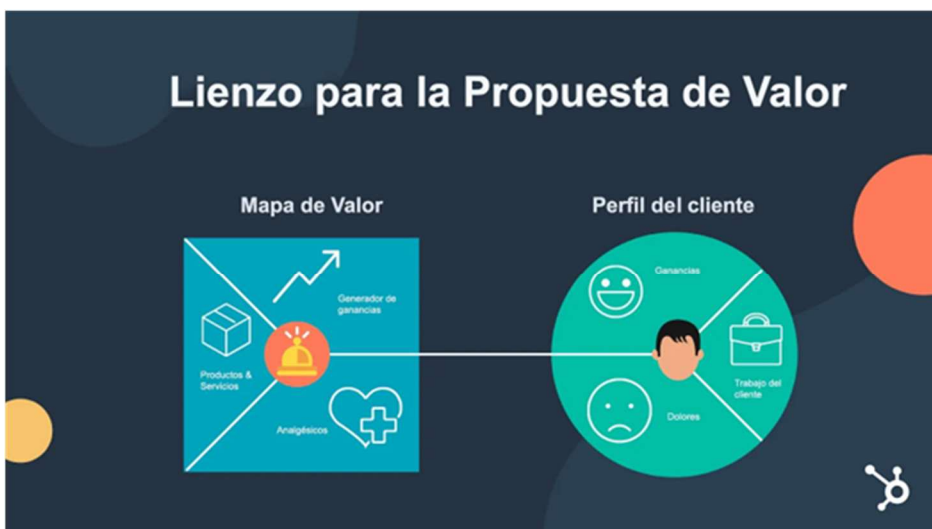 Lienzo para la Propuesta de Valor
Mapa de Valor
Generador de
ganancias
Productos &
Servicios
Analgésicos
Perfil del cliente
Ganancias
Trabajo del
cliente
Dolores